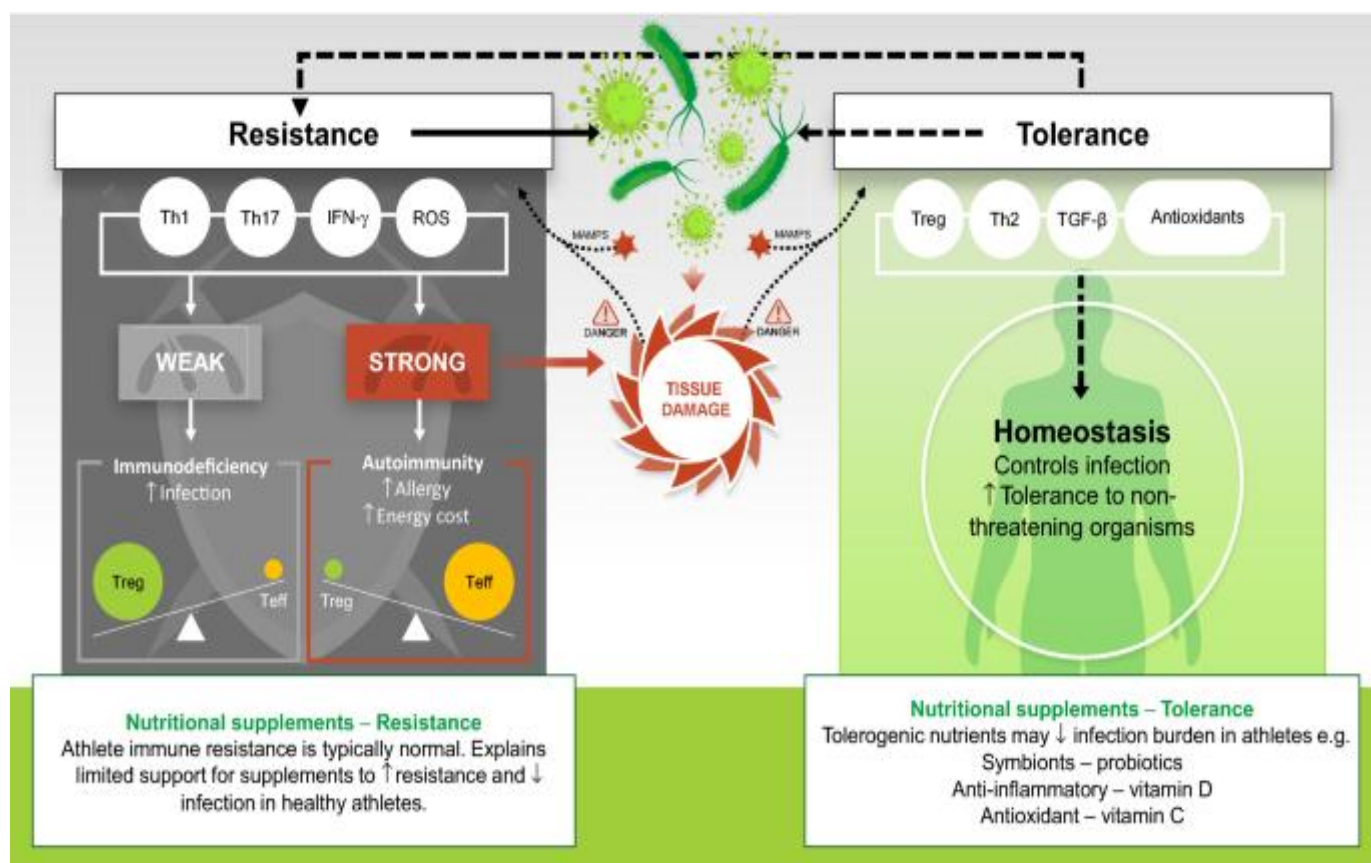 Resistance
Tolerance
Th1
Th17
IFN-γ
ROS
Treg
Th2
TGF-β
Antioxidants
MAMPS
MAMPS
DANGER
DANGER
WEAK
STRONG
TISSUE
DAMAGE
Immunodeficiency
↑Infection
Autoimmunity
↑Allergy
↑Energy cost
Treg
Teff
Treg
Teff
Homeostasis
Controls infection
↑Tolerance to non-
threatening organisms
Nutritional supplements – Resistance
Athlete immune resistance is typically normal. Explains
limited support for supplements to ↑resistance and ↓
infection in healthy athletes.
Nutritional supplements – Tolerance
Tolerogenic nutrients may ↓ infection burden in athletes e.g.
Symbionts – probiotics
Anti-inflammatory – vitamin D
Antioxidant – vitamin C